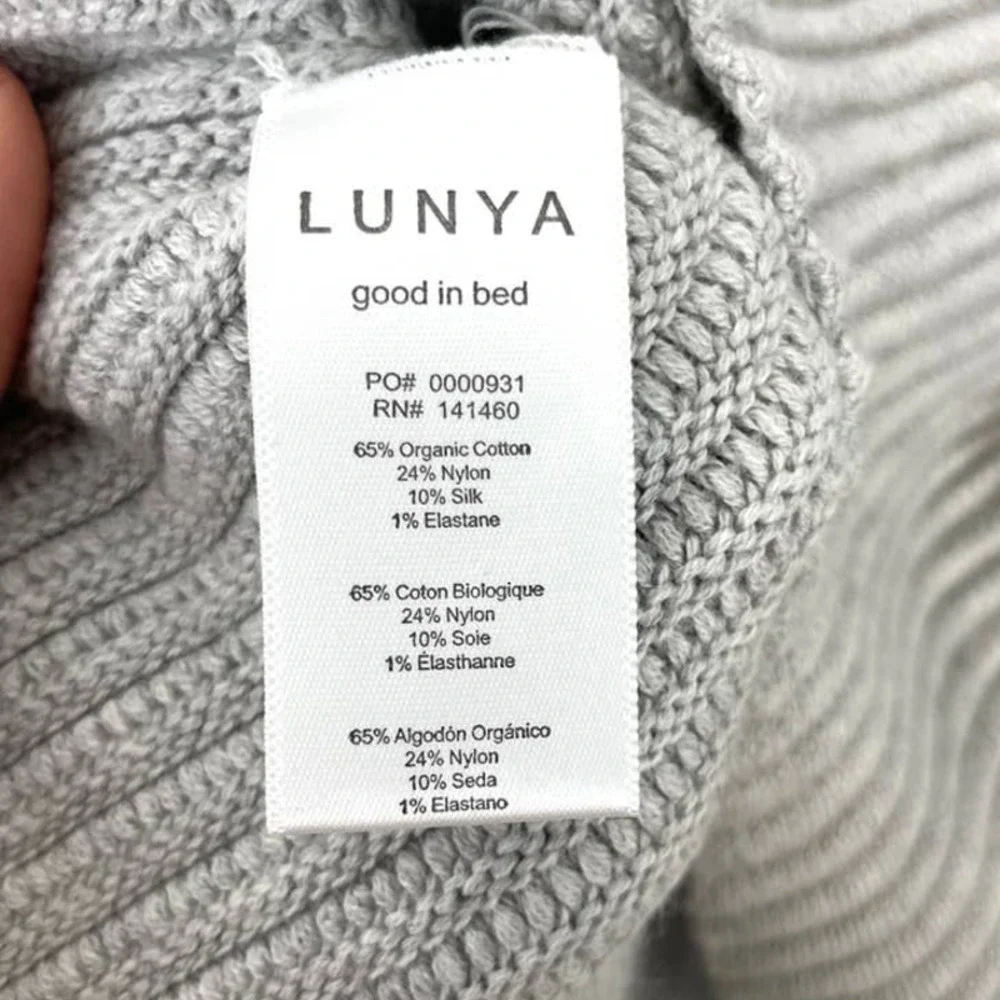 LUNYA
good in bed
PO# 0000931
RN# 141460
65% Organic Cotton
24% Nylon
10% Silk
1% Elastane
65% Coton Biologique
24% Nylon
10% Soie
1% Élasthanne
65% Algodón Orgánico
24% Nylon
10% Seda
1% Elastano